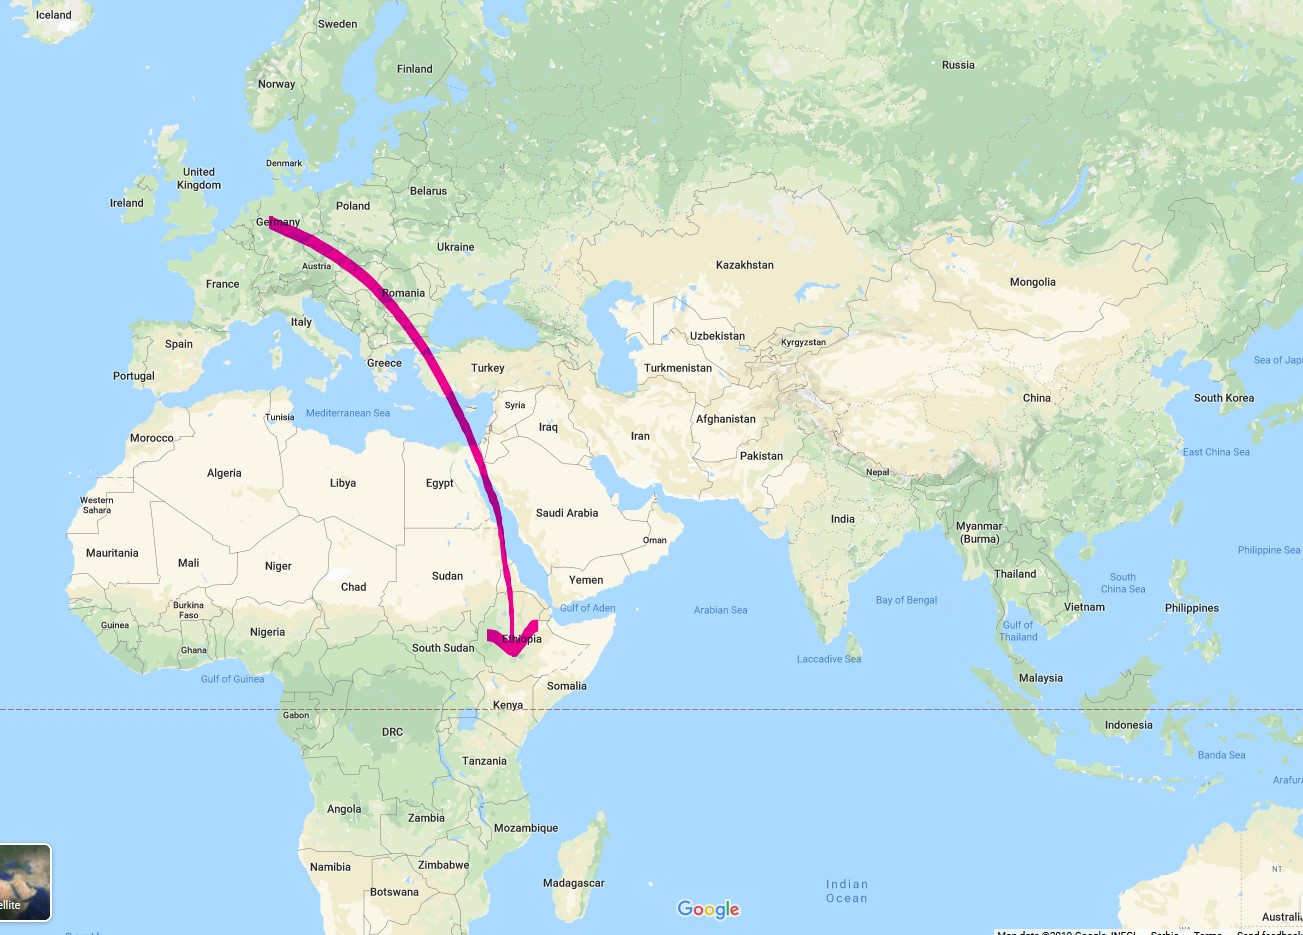 Iceland
Sweden
Finland
Norway
Russia
Denmark
United
Kingdom
Ireland
Belarus
Poland
Germany
Ukraine
Austria
Kazakhstan
Mongolia
France
Romania
Italy
Uzbekistan
Kyrgyzstan
Spain
Greece
Turkey
Turkmenistan
Sea of Japa
Portugal
China
South Korea
Syria
Mediterranean Sea
Tunisia
Afghanistan
Iraq
Iran
Morocco
East China Sea
Pakistan
Nepal
Algeria
Libya
Egypt
Western
Sahara
Saudi Arabia
India
Myanmar
(Burma)
Oman
Mauritania
Mali
Niger
Chad
Sudan
Yemen
Philippine Sea
Thailand
South
China Sea
Burkina
Faso
Gulf of Aden
Arabian Sea
Bay of Bengal
Vietnam
Philippines
Guinea
Nigeria
Ghana
South Sudan
Ethiopia
Gulf of
Thailand
Laccadive Sea
Gulf of Guinea
Somalia
Malaysia
Gabon
Kenya
DRC
Indonesia
Tanzania
Banda Sea
Arafura
Angola
Zambia
Mozambique
Namibia
Zimbabwe
NT
Botswana
Madagascar
Indian
Ocean
ellite
Google
Australi
Map data ©2019 Google, INEGI
Serbia
Terms
Send feedback